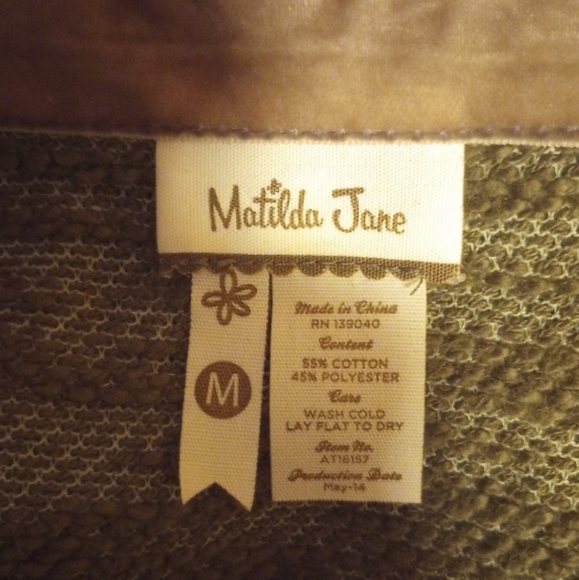 Matilda Jane
M
Made in China
RN 139040
Content
55% COTTON
45% POLYESTER
Care
WASH COLD
LAY FLAT TO DRY
Item No.
AT16157
Production Date
May-14